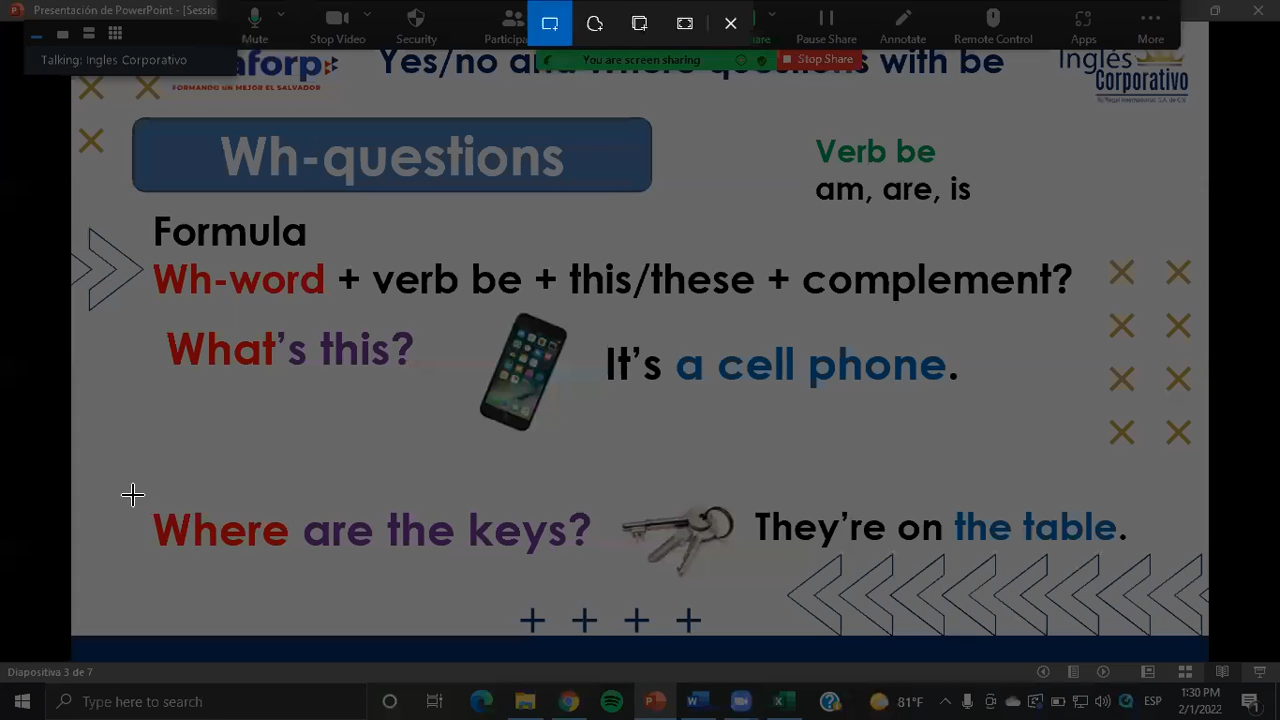 Presentación de PowerPoint - [Sessio
Mute
Stop Video
Security
Participa
Pause Share
Annotate
Remote Control
Apps
More
Talking: Ingles Corporativo
You are screen sharing
Stop Share
FORMANDO UN MEJOR EL SALVADOR
Yes/no and where questions with be
Inglés
Corporativo
Wh-questions
Verb be
am, are, is
Formula
Wh-word + verb be + this/these + complement?
What's this?
It's a cell phone.
Where are the keys?
They're on the table.
Diapositiva 3 de 7
Type here to search
81°F
ESP
1:30 PM
2/1/2022